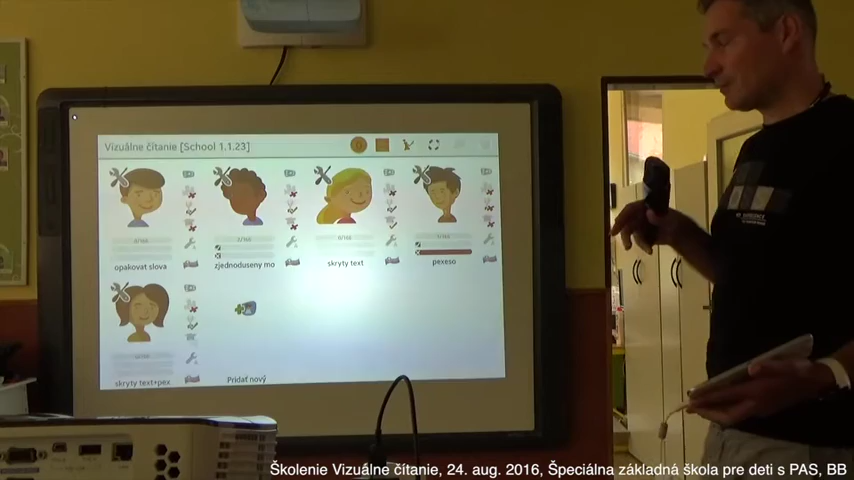 Vizuálne čítanie [School 1.1.23]
opakovat slova
zjednoduseny mo
skryty text
pexeso
skryty text+pex
Pridať nový
Školenie Vizuálne čítanie, 24. aug. 2016, Špeciálna základná škola pre deti s PAS, BB